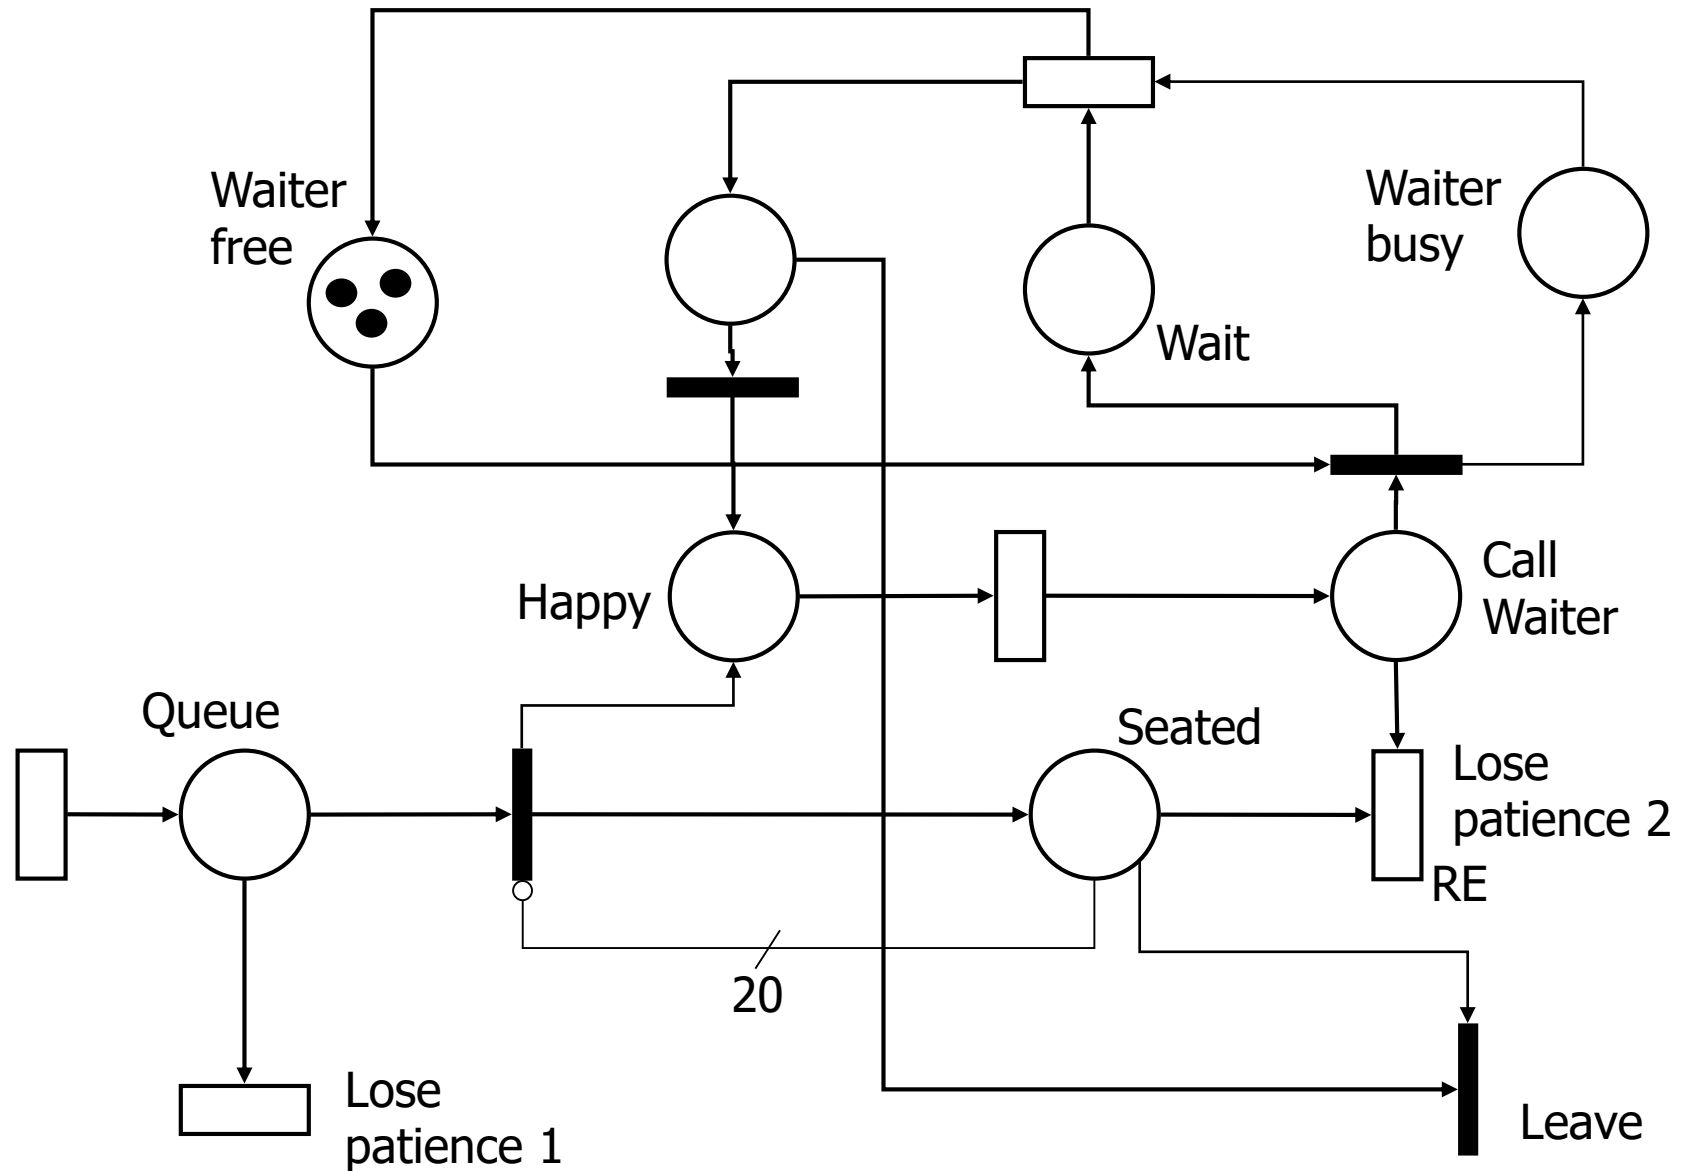 Waiter
free
Waiter
busy
Wait
Happy
Call
Waiter
Queue
Seated
Lose
patience 2
RE
20
Lose
patience 1
Leave